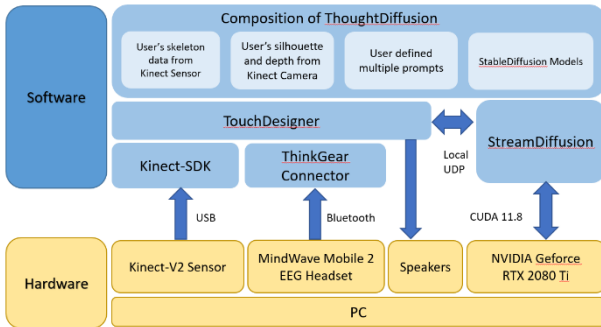 Composition of ThoughtDiffusion
User's skeleton
data from
Kinect Sensor
User's silhouette
and depth from
Kinect Camera
User defined
multiple prompts
StableDiffusion Models
Software
TouchDesigner
Local
UDP
StreamDiffusion
Kinect-SDK
ThinkGear
Connector
USB
Bluetooth
CUDA 11.8
Hardware
Kinect-V2 Sensor
MindWave Mobile 2
EEG Headset
Speakers
NVIDIA Geforce
RTX 2080 Ti
PC